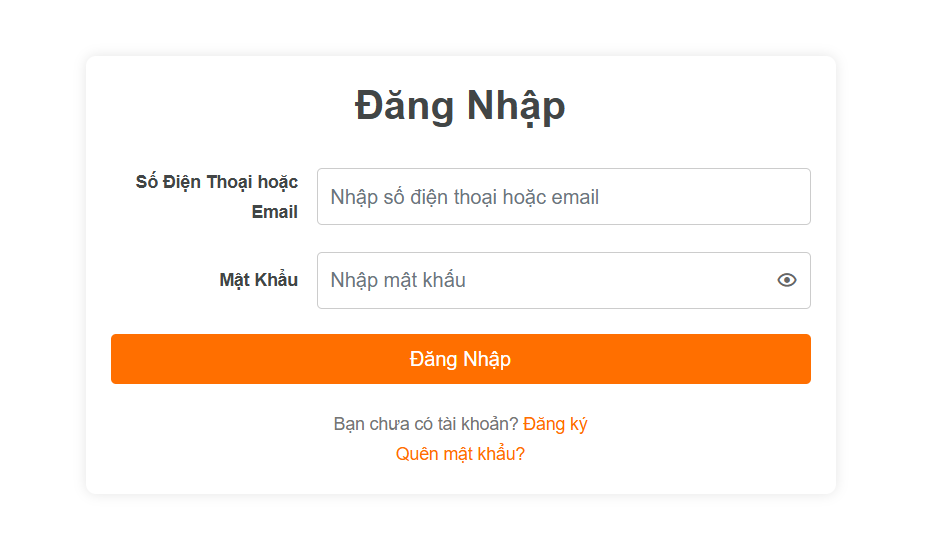 Đăng Nhập
Số Điện Thoại hoặc
Email
Nhập số điện thoại hoặc email
Mật Khẩu
Nhập mật khẩu
Đăng Nhập
Bạn chưa có tài khoản? Đăng ký
Quên mật khẩu?